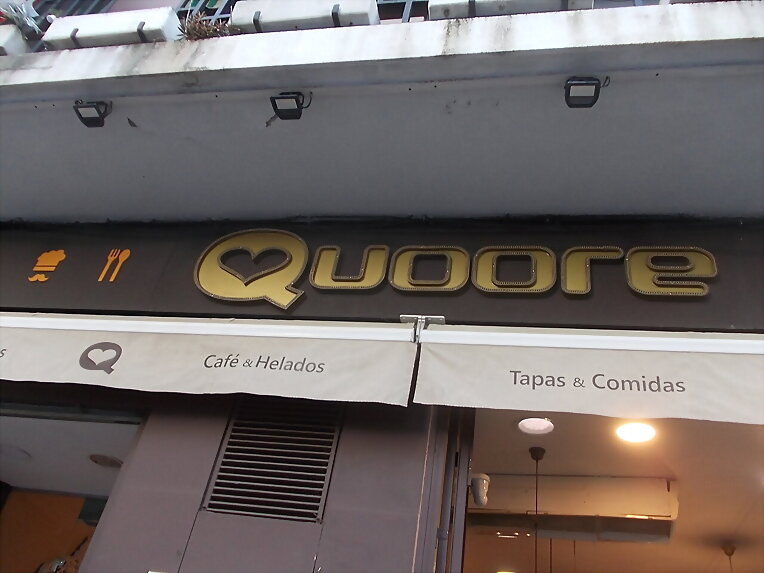 Quoore
Café & Helados
Tapas & Comidas